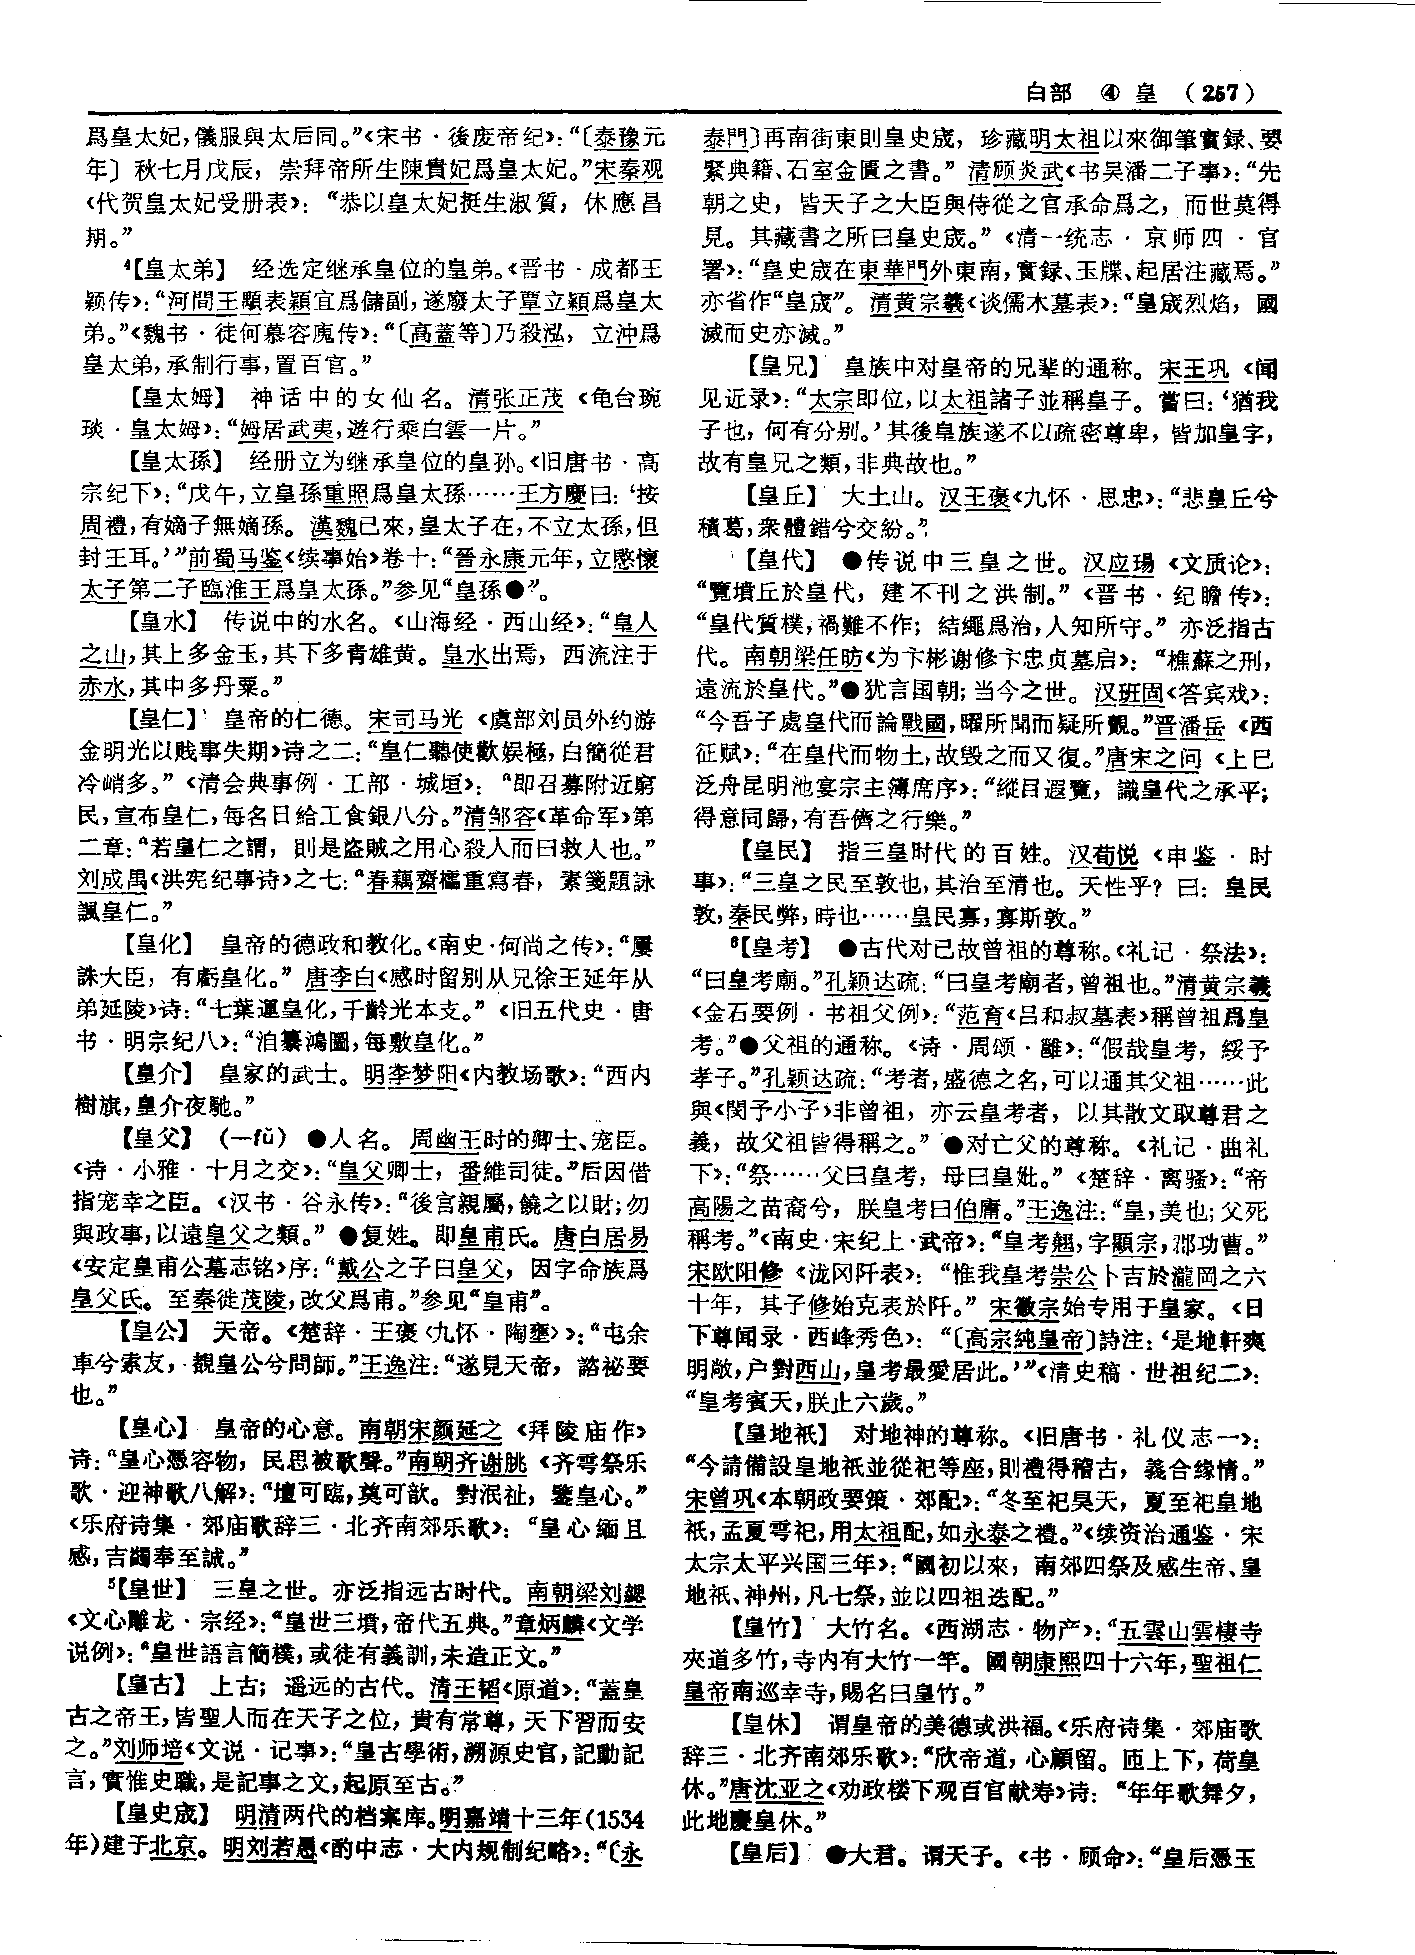 白部 ④ 皇 (257)
爲皇太妃，儀服與太后同。”《宋书·後废帝纪》：“〔泰豫元
年〕秋七月戊辰，崇拜帝所生陳貴妃爲皇太妃。”宋秦观
《代贺皇太妃受册表》：“恭以皇太妃挺生淑質，休應昌
期。”
⁴【皇太弟】 经选定继承皇位的皇弟。《晋书·成都王
颖传》：“河間王顒表穎宜爲儲副，遂廢太子覃立穎爲皇太
弟。”《魏书·徒何慕容廆传》：“〔高蓋等〕乃殺泓，立沖爲
皇太弟，承制行事，置百官。”
【皇太姆】 神话中的女仙名。清张正茂《龟台琬
琰·皇太姆》：“姆居武夷，遊行乘白雲一片。”
【皇太孫】 经册立为继承皇位的皇孙。《旧唐书·高
宗纪下》：“戊午，立皇孫重照爲皇太孫……王方慶曰：‘按
周禮，有嫡子無嫡孫。漢魏已來，皇太子在，不立太孫，但
封王耳。’”前蜀马鉴《续事始》卷十：“晉永康元年，立愍懷
太子第二子臨淮王爲皇太孫。”参见“皇孫●”。
【皇水】 传说中的水名。《山海经·西山经》：“皇人
之山，其上多金玉，其下多青雄黄。皇水出焉，西流注于
赤水，其中多丹粟。”
【皇仁】 皇帝的仁德。宋司马光《虞部刘员外约游
金明光以贱事失期》诗之二：“皇仁聽使歡娱極，白簡從君
冷峭多。”《清会典事例·工部·城垣》：“即召募附近窮
民，宣布皇仁，每名日給工食銀八分。”清邹容《革命军》第
二章：“若皇仁之謂，則是盗賊之用心殺人而曰救人也。”
刘成禺《洪宪纪事诗》之七：“春藕齋櫺重寫春，素箋題詠
諷皇仁。”
【皇化】 皇帝的德政和教化。《南史·何尚之传》：“屢
誅大臣，有虧皇化。”唐李白《感时留别从兄徐王延年从
弟延陵》诗：“七葉運皇化，千齡光本支。”《旧五代史·唐
书·明宗纪八》：“洎纂鴻圖，每敷皇化。”
【皇介】 皇家的武士。明李梦阳《内教场歌》：“西内
樹旗，皇介夜馳。”
【皇父】 （—fǔ） ●人名。周幽王时的卿士、宠臣。
《诗·小雅·十月之交》：“皇父卿士，番維司徒。”后因借
指宠幸之臣。《汉书·谷永传》：“後宫親屬，饒之以財；勿
與政事，以遠皇父之類。”●复姓。即皇甫氏。唐白居易
《安定皇甫公墓志铭》序：“戴公之子曰皇父，因字命族爲
皇父氏。至秦徙茂陵，改父爲甫。”参见“皇甫”。
【皇公】 天帝。《楚辞·王褒〈九怀·陶壅〉》：“屯余
車兮索友，覩皇公兮問師。”王逸注：“遂見天帝，諮祕要
也。”
【皇心】 皇帝的心意。南朝宋颜延之《拜陵庙作》
诗：“皇心憑容物，民思被歌聲。”南朝齐谢朓《齐雩祭乐
歌·迎神歌八解》：“壇可臨，奠可歆。對泯祉，鑒皇心。”
《乐府诗集·郊庙歌辞三·北齐南郊乐歌》：“皇心緬且
感，吉蠲奉至誠。”
⁵【皇世】 三皇之世。亦泛指远古时代。南朝梁刘勰
《文心雕龙·宗经》：“皇世三墳，帝代五典。”章炳麟《文学
说例》：“皇世語言簡樸，或徒有義訓，未造正文。”
【皇古】 上古；遥远的古代。清王韬《原道》：“蓋皇
古之帝王，皆聖人而在天子之位，貴有常尊，天下習而安
之。”刘师培《文说·记事》：“皇古學術，溯源史官，記動記
言，實惟史職，是記事之文，起原至古。”
【皇史宬】 明清两代的档案库。明嘉靖十三年(1534
年)建于北京。明刘若愚《酌中志·大内规制纪略》：“〔永
泰門〕再南街東則皇史宬，珍藏明太祖以來御筆實録、要
緊典籍、石室金匱之書。”清顾炎武《书吴潘二子事》：“先
朝之史，皆天子之大臣與侍從之官承命爲之，而世莫得
見。其藏書之所曰皇史宬。”《清一统志·京师四·官
署》：“皇史宬在東華門外東南，實録、玉牒、起居注藏焉。”
亦省作“皇宬”。清黄宗羲《谈儒木墓表》：“皇宬烈焰，國
滅而史亦滅。”
【皇兄】 皇族中对皇帝的兄辈的通称。宋王巩《闻
见近录》：“太宗即位，以太祖諸子並稱皇子。嘗曰：‘猶我
子也，何有分别。’其後皇族遂不以疏密尊卑，皆加皇字，
故有皇兄之類，非典故也。”
【皇丘】 大土山。汉王褒《九怀·思忠》：“悲皇丘兮
積葛，衆體錯兮交紛。”
【皇代】 ●传说中三皇之世。汉应瑒《文质论》：
“覽墳丘於皇代，建不刊之洪制。”《晋书·纪瞻传》：
“皇代質樸，禍難不作；結繩爲治，人知所守。”亦泛指古
代。南朝梁任昉《为卞彬谢修卞忠贞墓启》：“樵蘇之刑，
遠流於皇代。”●犹言国朝；当今之世。汉班固《答宾戏》：
“今吾子處皇代而論戰國，曜所聞而疑所覿。”晋潘岳《西
征赋》：“在皇代而物土，故毁之而又復。”唐宋之问《上巳
泛舟昆明池宴宗主簿席序》：“縱目遐覽，識皇代之承平；
得意同歸，有吾儕之行樂。”
【皇民】 指三皇时代的百姓。汉荀悦《申鉴·时
事》：“三皇之民至敦也，其治至清也。天性乎？曰：皇民
敦，秦民弊，時也……皇民寡，寡斯敦。”
⁶【皇考】 ●古代对已故曾祖的尊称。《礼记·祭法》：
“曰皇考廟。”孔颖达疏：“曰皇考廟者，曾祖也。”清黄宗羲
《金石要例·书祖父例》：“范育《吕和叔墓表》稱曾祖爲皇
考。”●父祖的通称。《诗·周颂·雝》：“假哉皇考，綏予
孝子。”孔颖达疏：“考者，盛德之名，可以通其父祖……此
與《閔予小子》非曾祖，亦云皇考者，以其散文取尊君之
義，故父祖皆得稱之。”●对亡父的尊称。《礼记·曲礼
下》：“祭……父曰皇考，母曰皇妣。”《楚辞·离骚》：“帝
高陽之苗裔兮，朕皇考曰伯庸。”王逸注：“皇，美也；父死
稱考。”《南史·宋纪上·武帝》：“皇考翹，字顯宗，郡功曹。”
宋欧阳修《泷冈阡表》：“惟我皇考崇公卜吉於瀧岡之六
十年，其子修始克表於阡。”宋徽宗始专用于皇家。《日
下尊闻录·西峰秀色》：“〔高宗純皇帝〕詩注：‘是地軒爽
明敞，户對西山，皇考最愛居此。’”《清史稿·世祖纪二》：
“皇考賓天，朕止六歲。”
【皇地祇】 对地神的尊称。《旧唐书·礼仪志一》：
“今請備設皇地祇並從祀等座，則禮得稽古，義合缘情。”
宋曾巩《本朝政要策·郊配》：“冬至祀昊天，夏至祀皇地
祇，孟夏雩祀，用太祖配，如永泰之禮。”《续资治通鉴·宋
太宗太平兴国三年》：“國初以來，南郊四祭及感生帝、皇
地祇、神州，凡七祭，並以四祖迭配。”
【皇竹】 大竹名。《西湖志·物产》：“五雲山雲棲寺
夾道多竹，寺内有大竹一竿。國朝康熙四十六年，聖祖仁
皇帝南巡幸寺，賜名曰皇竹。”
【皇休】 谓皇帝的美德或洪福。《乐府诗集·郊庙歌
辞三·北齐南郊乐歌》：“欣帝道，心顧留。匝上下，荷皇
休。”唐沈亚之《劝政楼下观百官献寿》诗：“年年歌舞夕，
此地慶皇休。”
【皇后】 ●大君。谓天子。《书·顾命》：“皇后憑玉